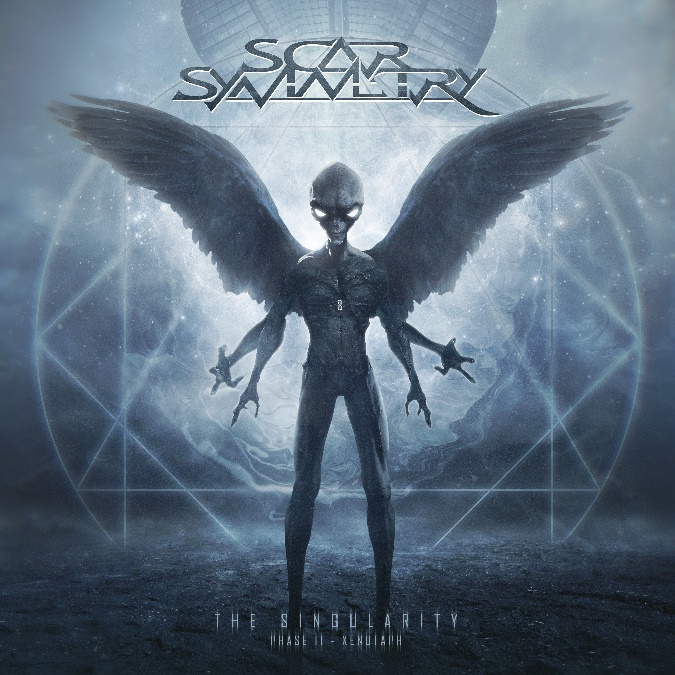 SCAR
SYMMETRY
THE SINGULARITY
PHASE II - XENOTAPH